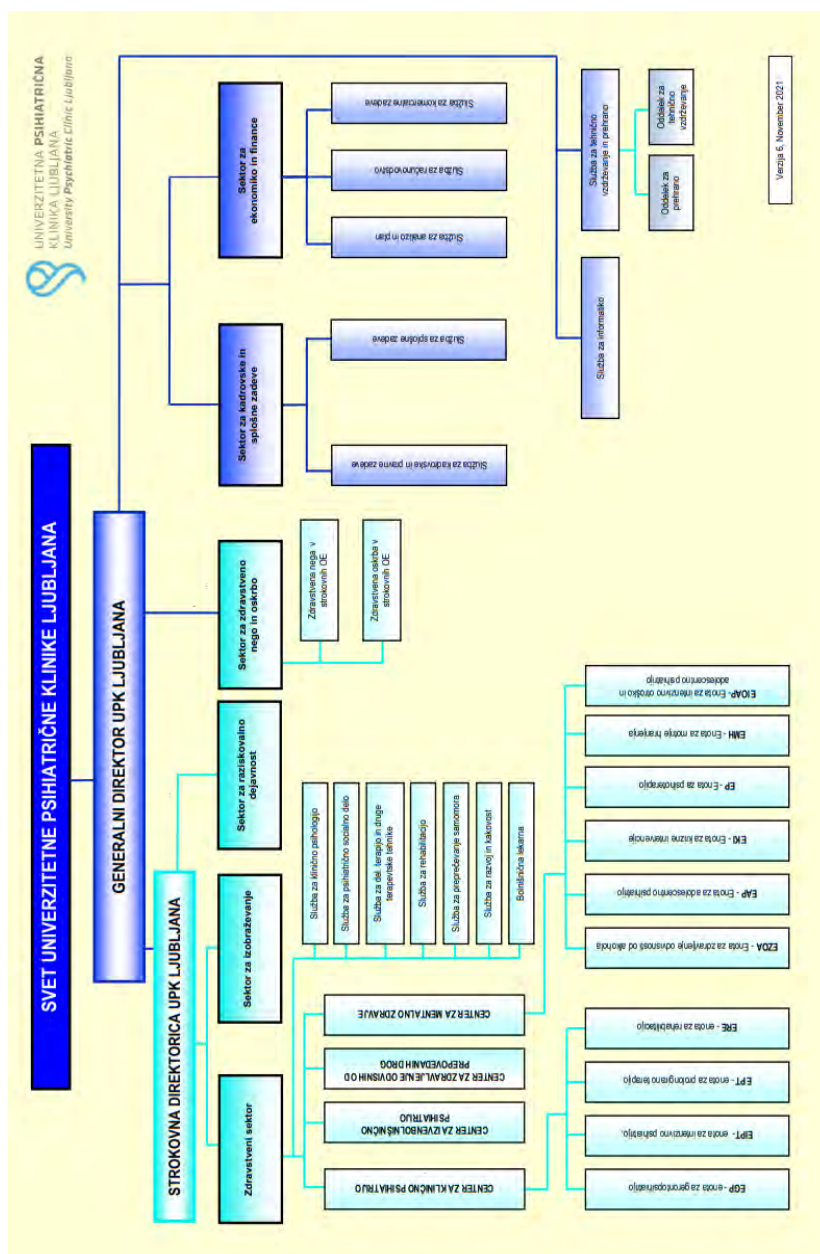 UNIVERZITETNA PSIHIATRIČNA
KLINIKA LJUBLJANA
University Psychiatric Clinic Ljubljana
SVET UNIVERZITETNE PSIHIATRIČNE KLINIKE LJUBLJANA
GENERALNI DIREKTOR UPK LJUBLJANA
STROKOVNA DIREKTORICA UPK LJUBLJANA
Zdravstveni sektor
Sektor za izobraževanje
Sektor za raziskovalno
dejavnost
Sektor za zdravstveno
nego in oskrbo
Sektor za kadrovske in
splošne zadeve
Sektor za
ekonomiko in finance
Zdravstvena nega v
strokovnih OE
Zdravstvena oskrba v
strokovnih OE
Služba za kadrovske in pravne zadeve
Služba za splošne zadeve
Služba za analizo in plan
Služba za računovodstvo
Služba za komercialne zadeve
Služba za klinično psihologijo
Služba za psihiatrično socialno delo
Služba za del. terapijo in druge
terapevtske tehnike
Služba za rehabilitacijo
Služba za preprečevanje samomora
Služba za razvoj in kakovost
Bolnišnična lekarna
CENTER ZA KLINIČNO PSIHIATRIJO
CENTER ZA IZVENBOLNIŠNIČNO
PSIHIATRIJO
CENTER ZA ZDRAVLJENJE ODVISNIH OD
PREPOVEDANIH DROG
CENTER ZA MENTALNO ZDRAVJE
EGP - enota za gerontopsihiatrijo
EIPT - enota za intenzivno psihiatrijo.
EPT - enota za prolongirano terapijo
ERE - enota za rehabilitacijo
EZOA - Enota za zdravljenje odvisnosti od alkohola
EAP - Enota za adolescentno psihiatrijo
EKI - Enota za krizne intervencije
EP - Enota za psihoterapijo
EMH - Enota za motnje hranjenja
EIOAP- Enota za intenzivno otroško in
adolescentno psihiatrijo
Služba za informatiko
Služba za tehnično
vzdrževanje in prehrano
Oddelek za
prehrano
Oddelek za
tehnično
vzdrževanje
Verzija 6, November 2021